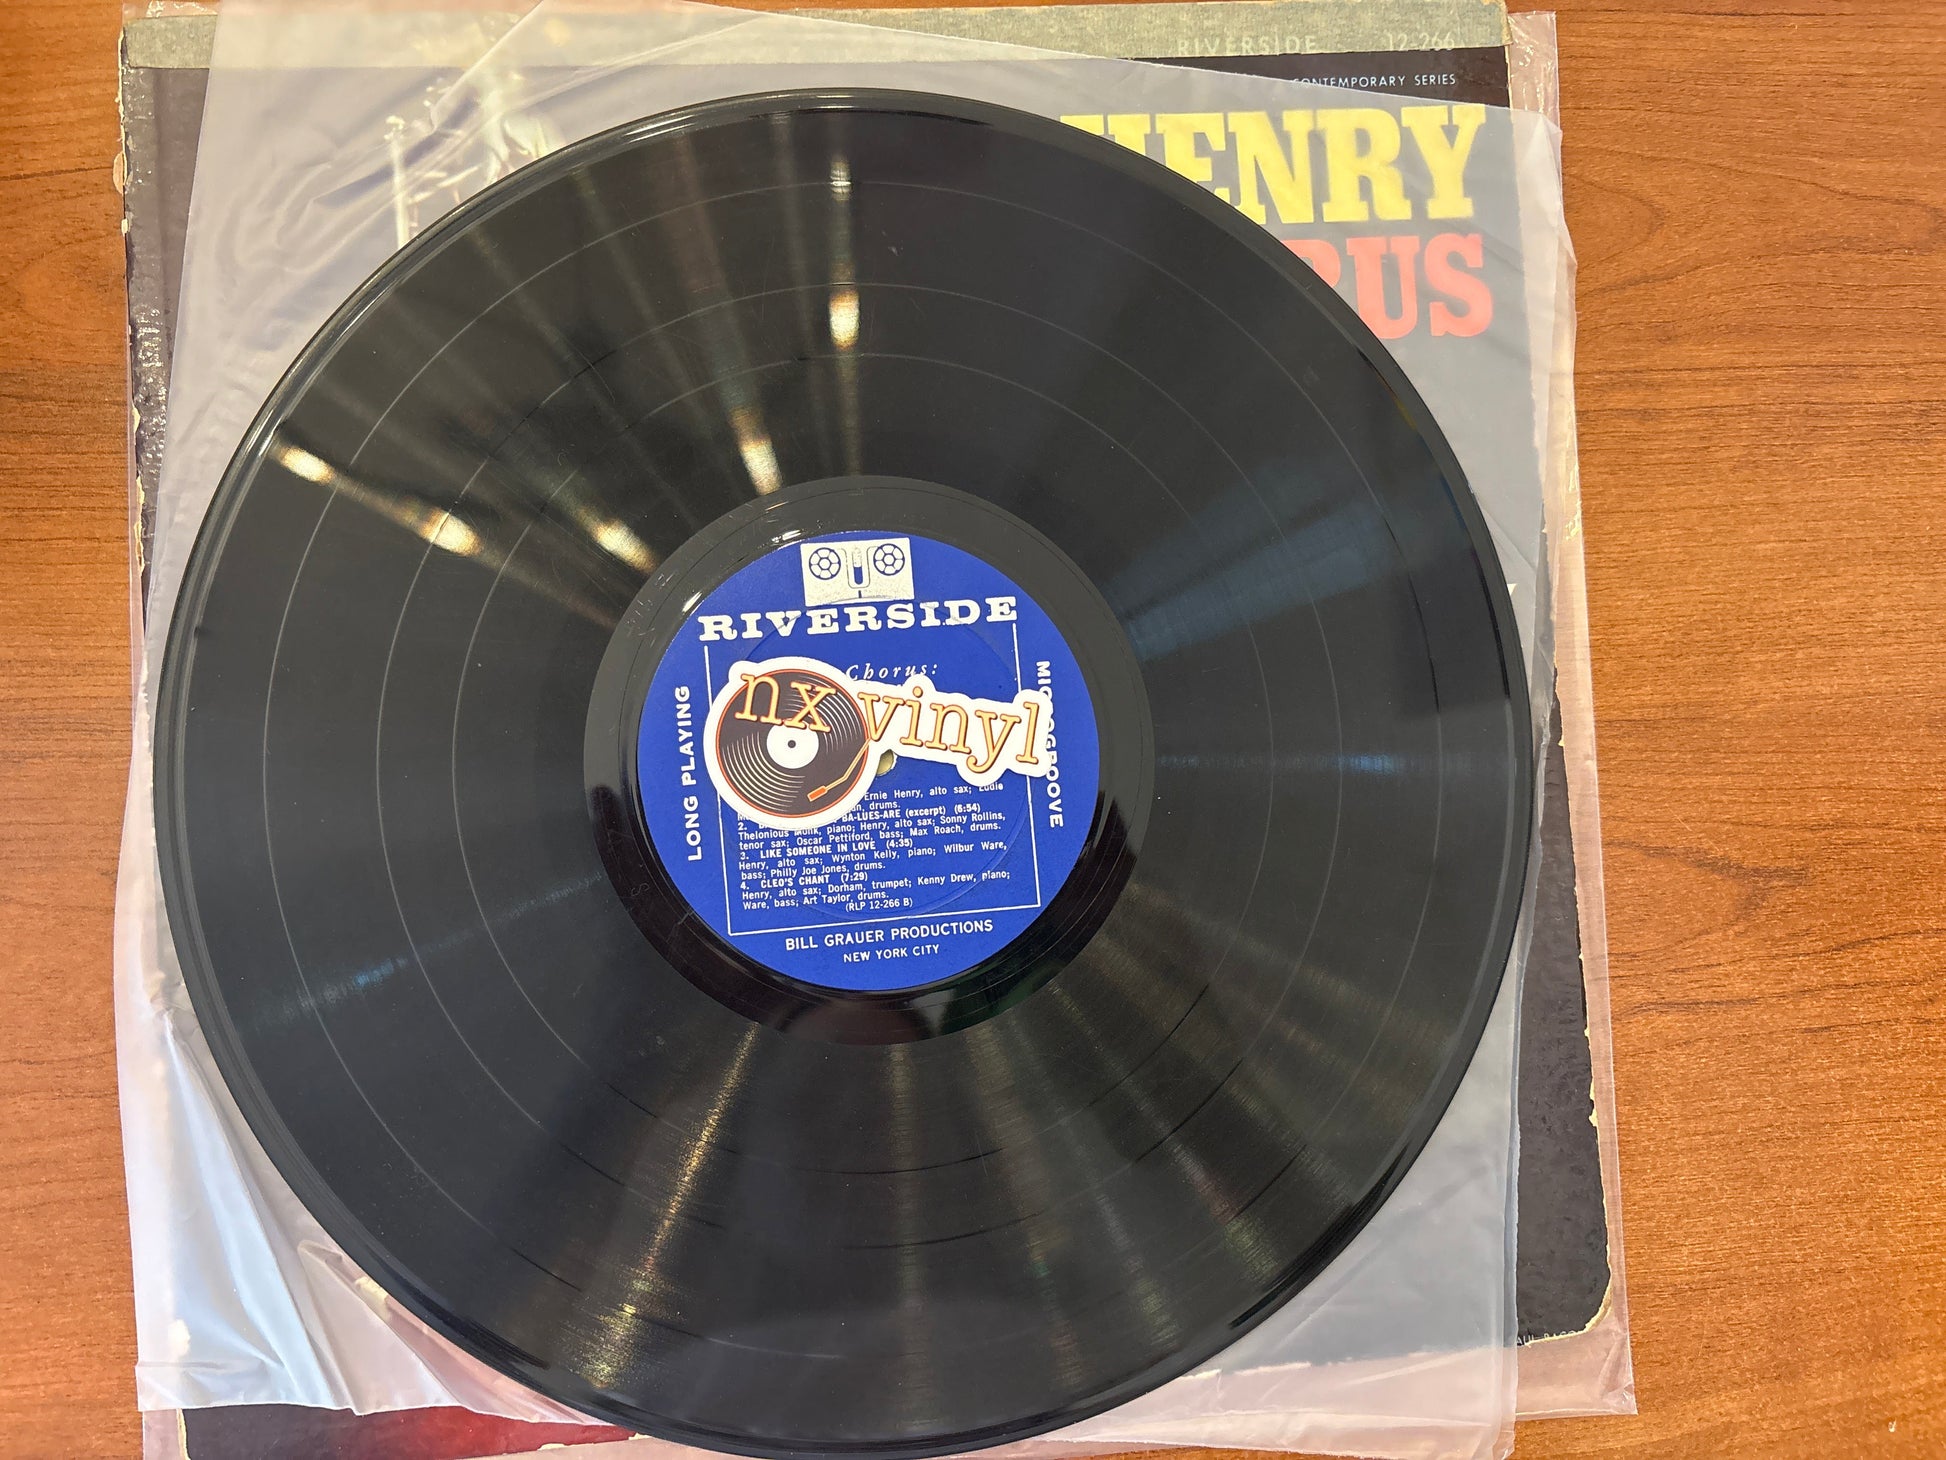 RIVERSIDE 12-266
CONTEMPORARY SERIES
HENRY
RUS
RIVERSIDE
Chorus:
LONG PLAYING
MICROGROOVE
nx vinyl
Ernie Henry, alto sax; Eddie
drums.
BA-LUES-ARE (excerpt) (6:54)
2.
Thelonious Monk, piano; Henry, alto sax; Sonny Rollins,
tenor sax; Oscar Pettiford, bass; Max Roach, drums.
3. LIKE SOMEONE IN LOVE (4:35)
Henry, alto sax; Wynton Kelly, piano; Wilbur Ware,
bass; Philly Joe Jones, drums.
4. CLEO'S CHANT (7:29)
Henry, alto sax; Dorham, trumpet; Kenny Drew, piano;
Ware, bass; Art Taylor, drums.
(RLP 12-266 B)
BILL GRAUER PRODUCTIONS
NEW YORK CITY